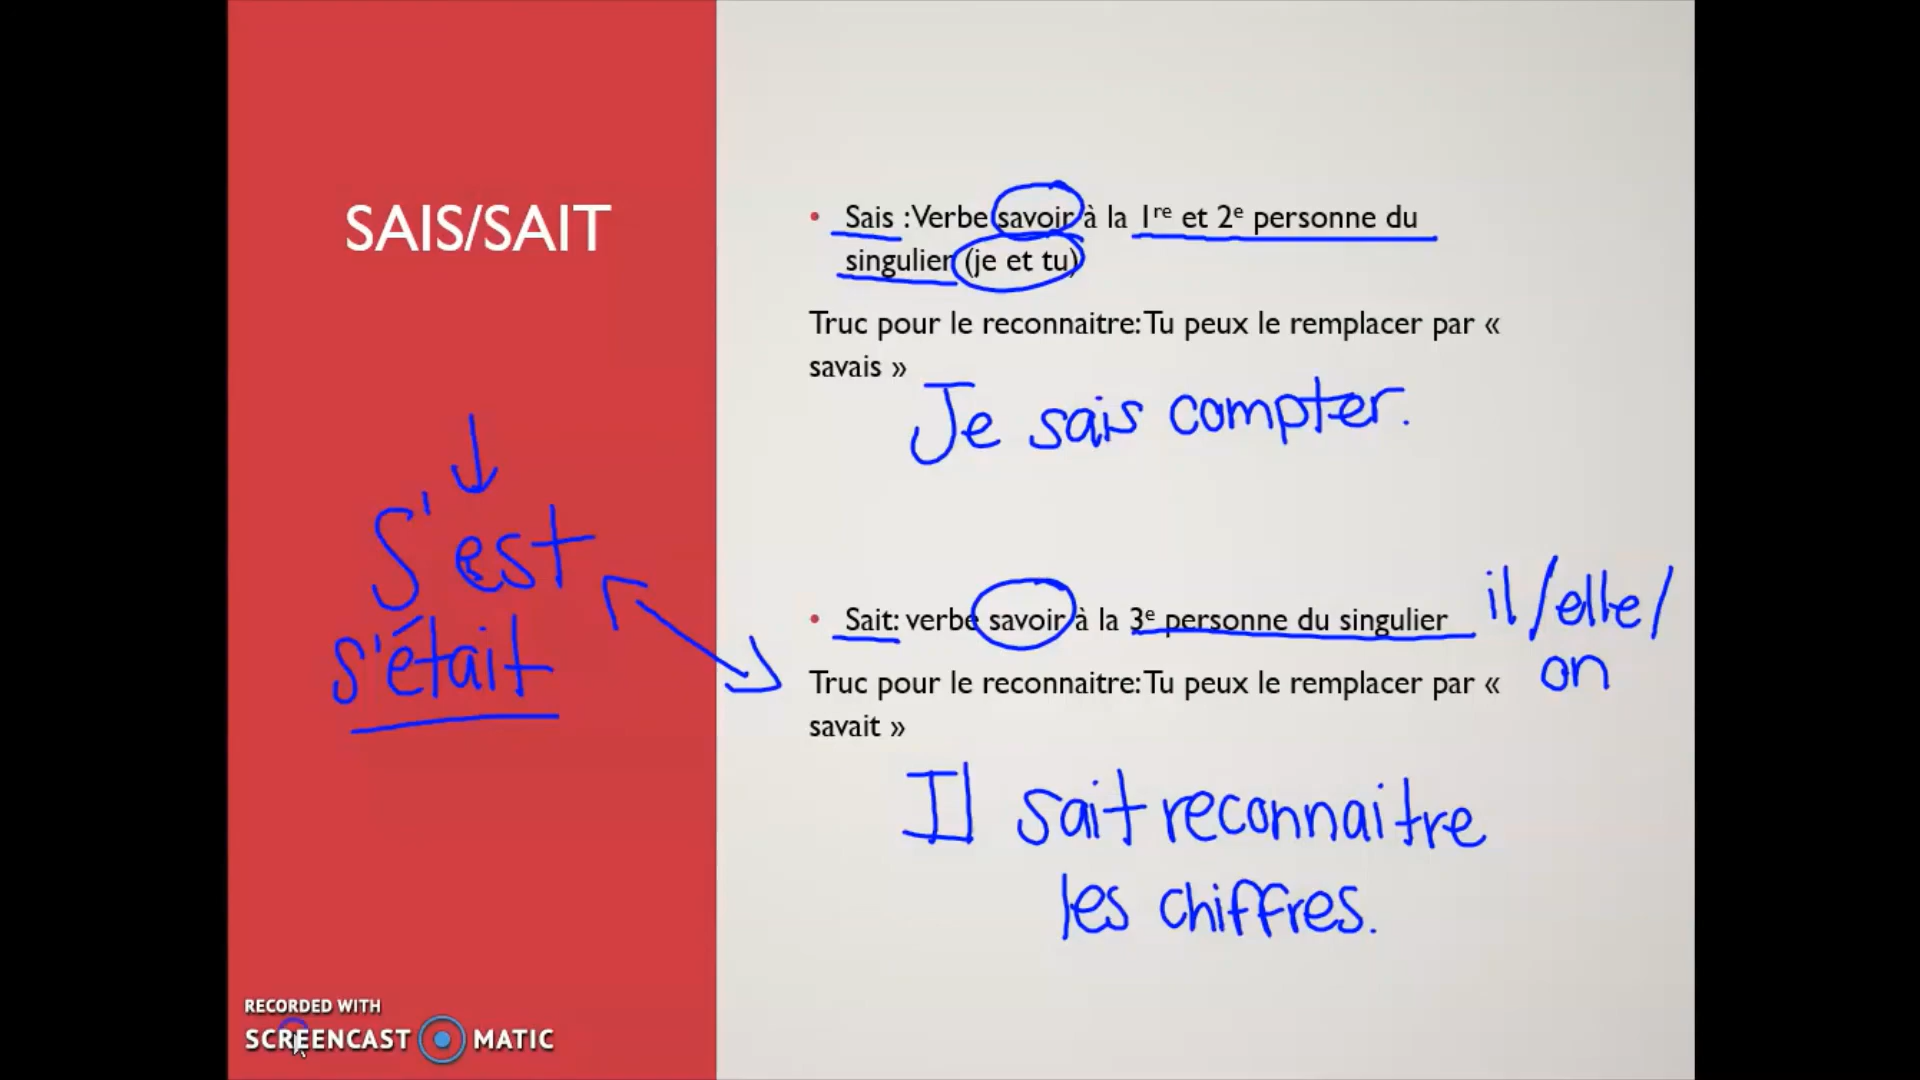 SAIS/SAIT
S'est
s'était
• Sais : Verbe savoir à la 1re et 2e personne du
singulier (je et tu)
Truc pour le reconnaitre: Tu peux le remplacer par «
savais »
Je sais compter.
• Sait: verbe savoir à la 3e personne du singulier
il/elle/
on
Truc pour le reconnaitre: Tu peux le remplacer par «
savait »
Il sait reconnaitre
les chiffres.
RECORDED WITH
SCREENCAST MATIC